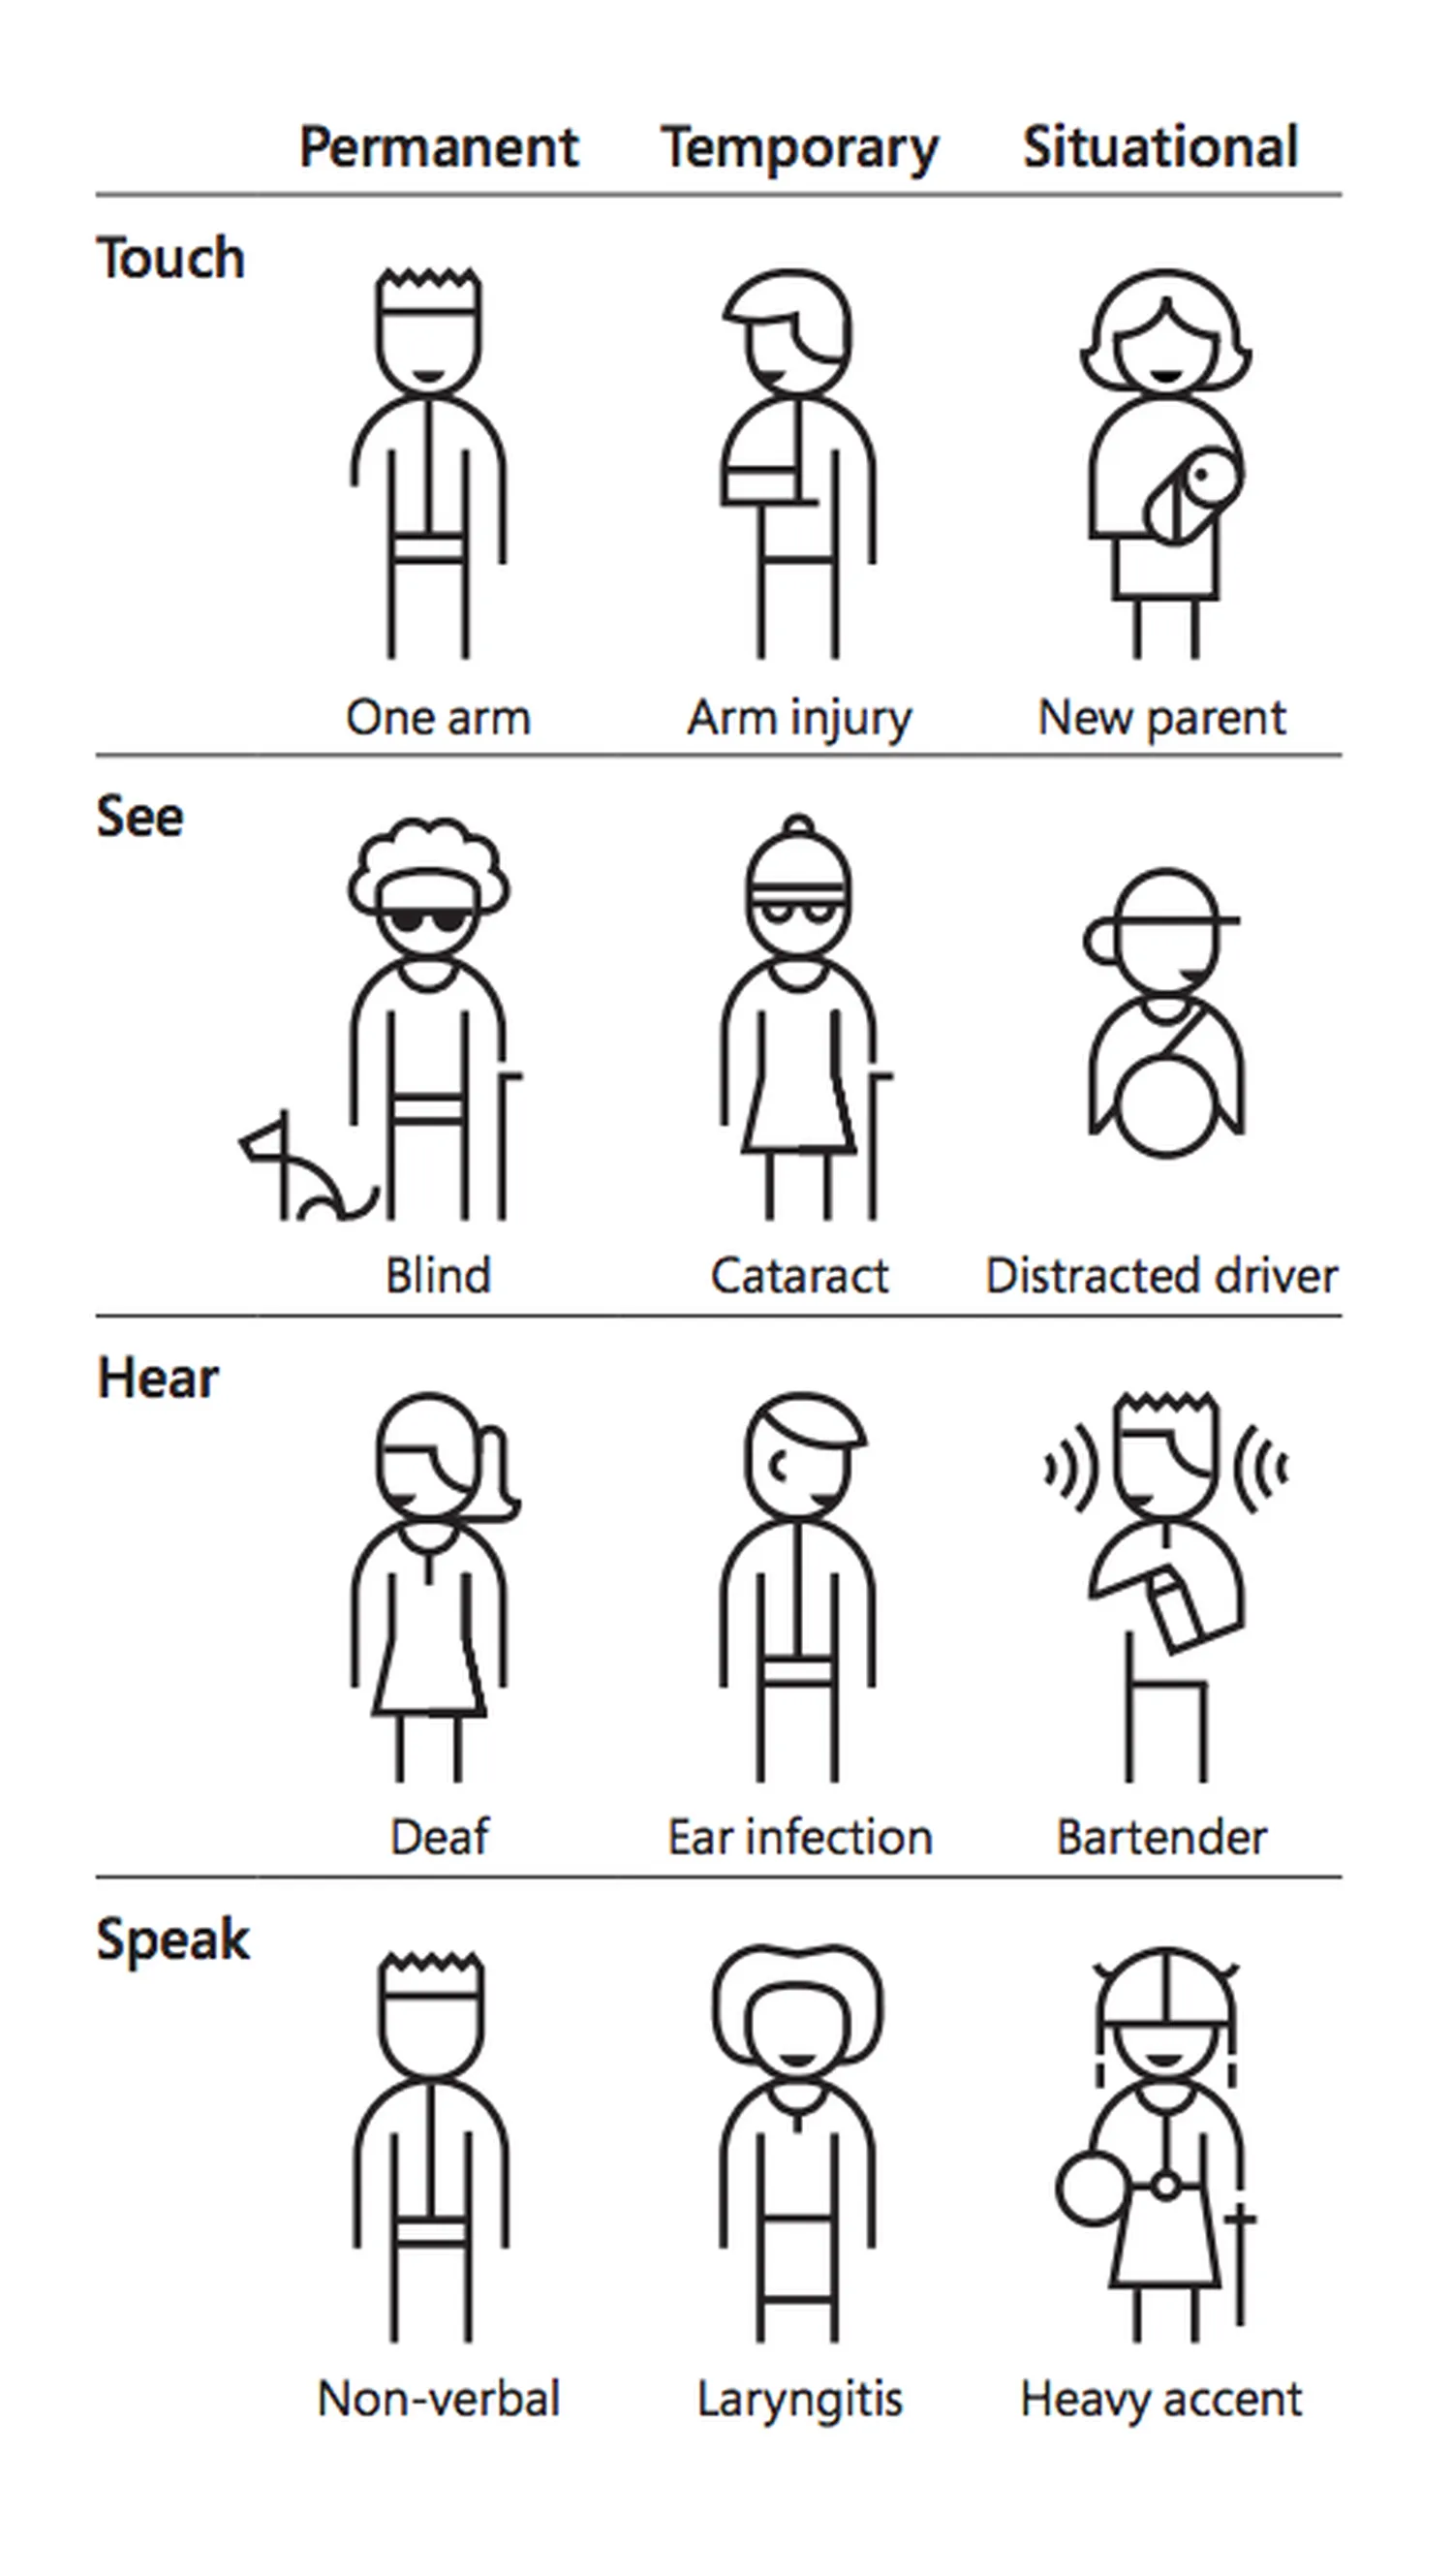 Permanent Temporary Situational
Touch
One arm Arm injury New parent
See
Blind Cataract Distracted driver
Hear
Deaf Ear infection Bartender
Speak
Non-verbal Laryngitis Heavy accent